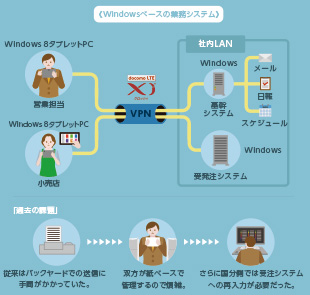 《Windowsベースの業務システム》
Windows 8タブレットPC
営業担当
Windows 8タブレットPC
小売店
docomo LTE
Xi
VPN
社内LAN
Windows
基幹
システム
メール
日報
スケジュール
Windows
受発注システム
「過去の課題」
従来はバックヤードでの送信に
手間がかかっていた。
双方が紙ベースで
管理するので煩雑。
さらに国分側では受注システム
への再入力が必要だった。